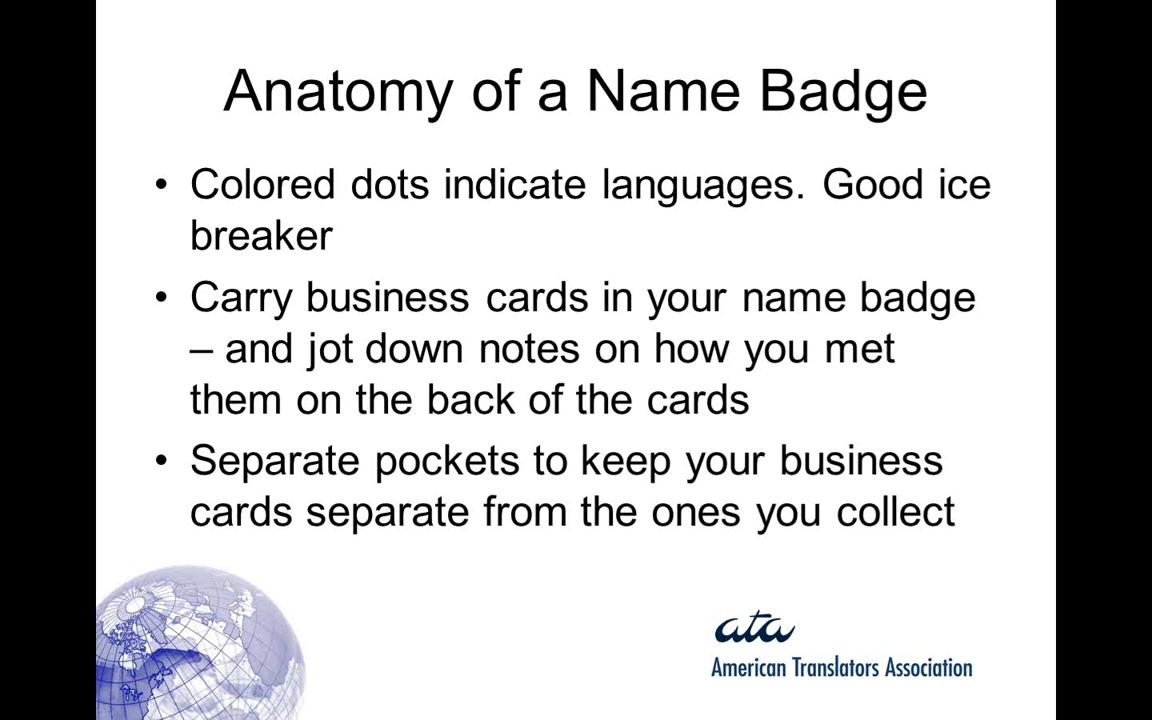 Anatomy of a Name Badge
• Colored dots indicate languages. Good ice
breaker
• Carry business cards in your name badge
– and jot down notes on how you met
them on the back of the cards
• Separate pockets to keep your business
cards separate from the ones you collect
ata
American Translators Association